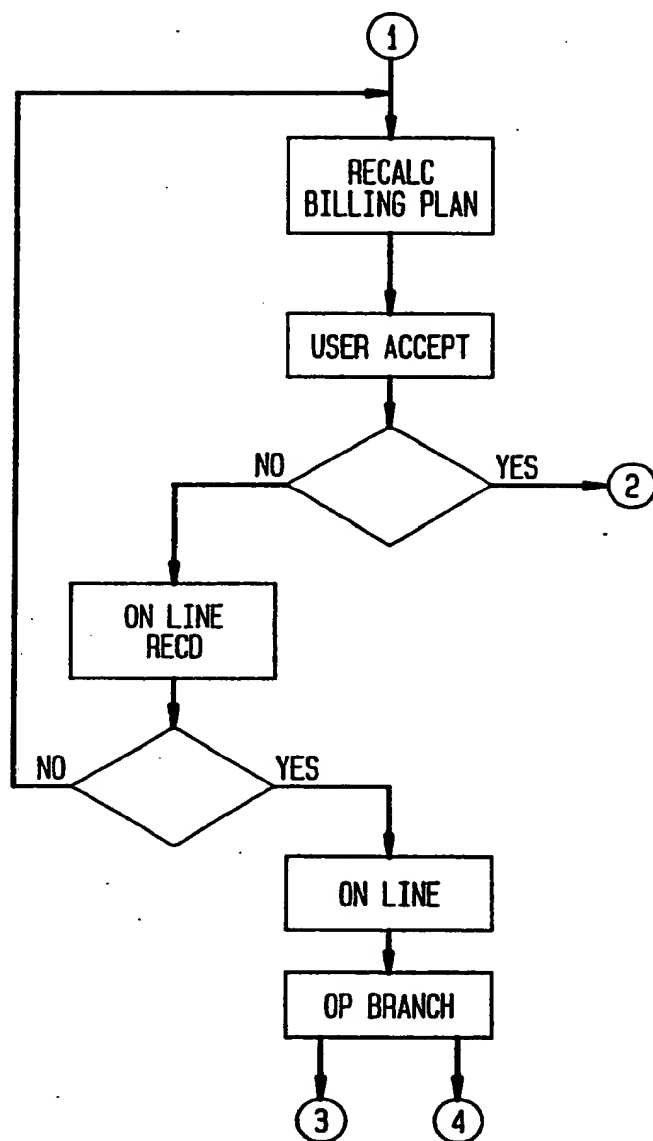 1
RECALC
BILLING PLAN
USER ACCEPT
NO
YES
2
ON LINE
RECD
NO
YES
ON LINE
OP BRANCH
3
4